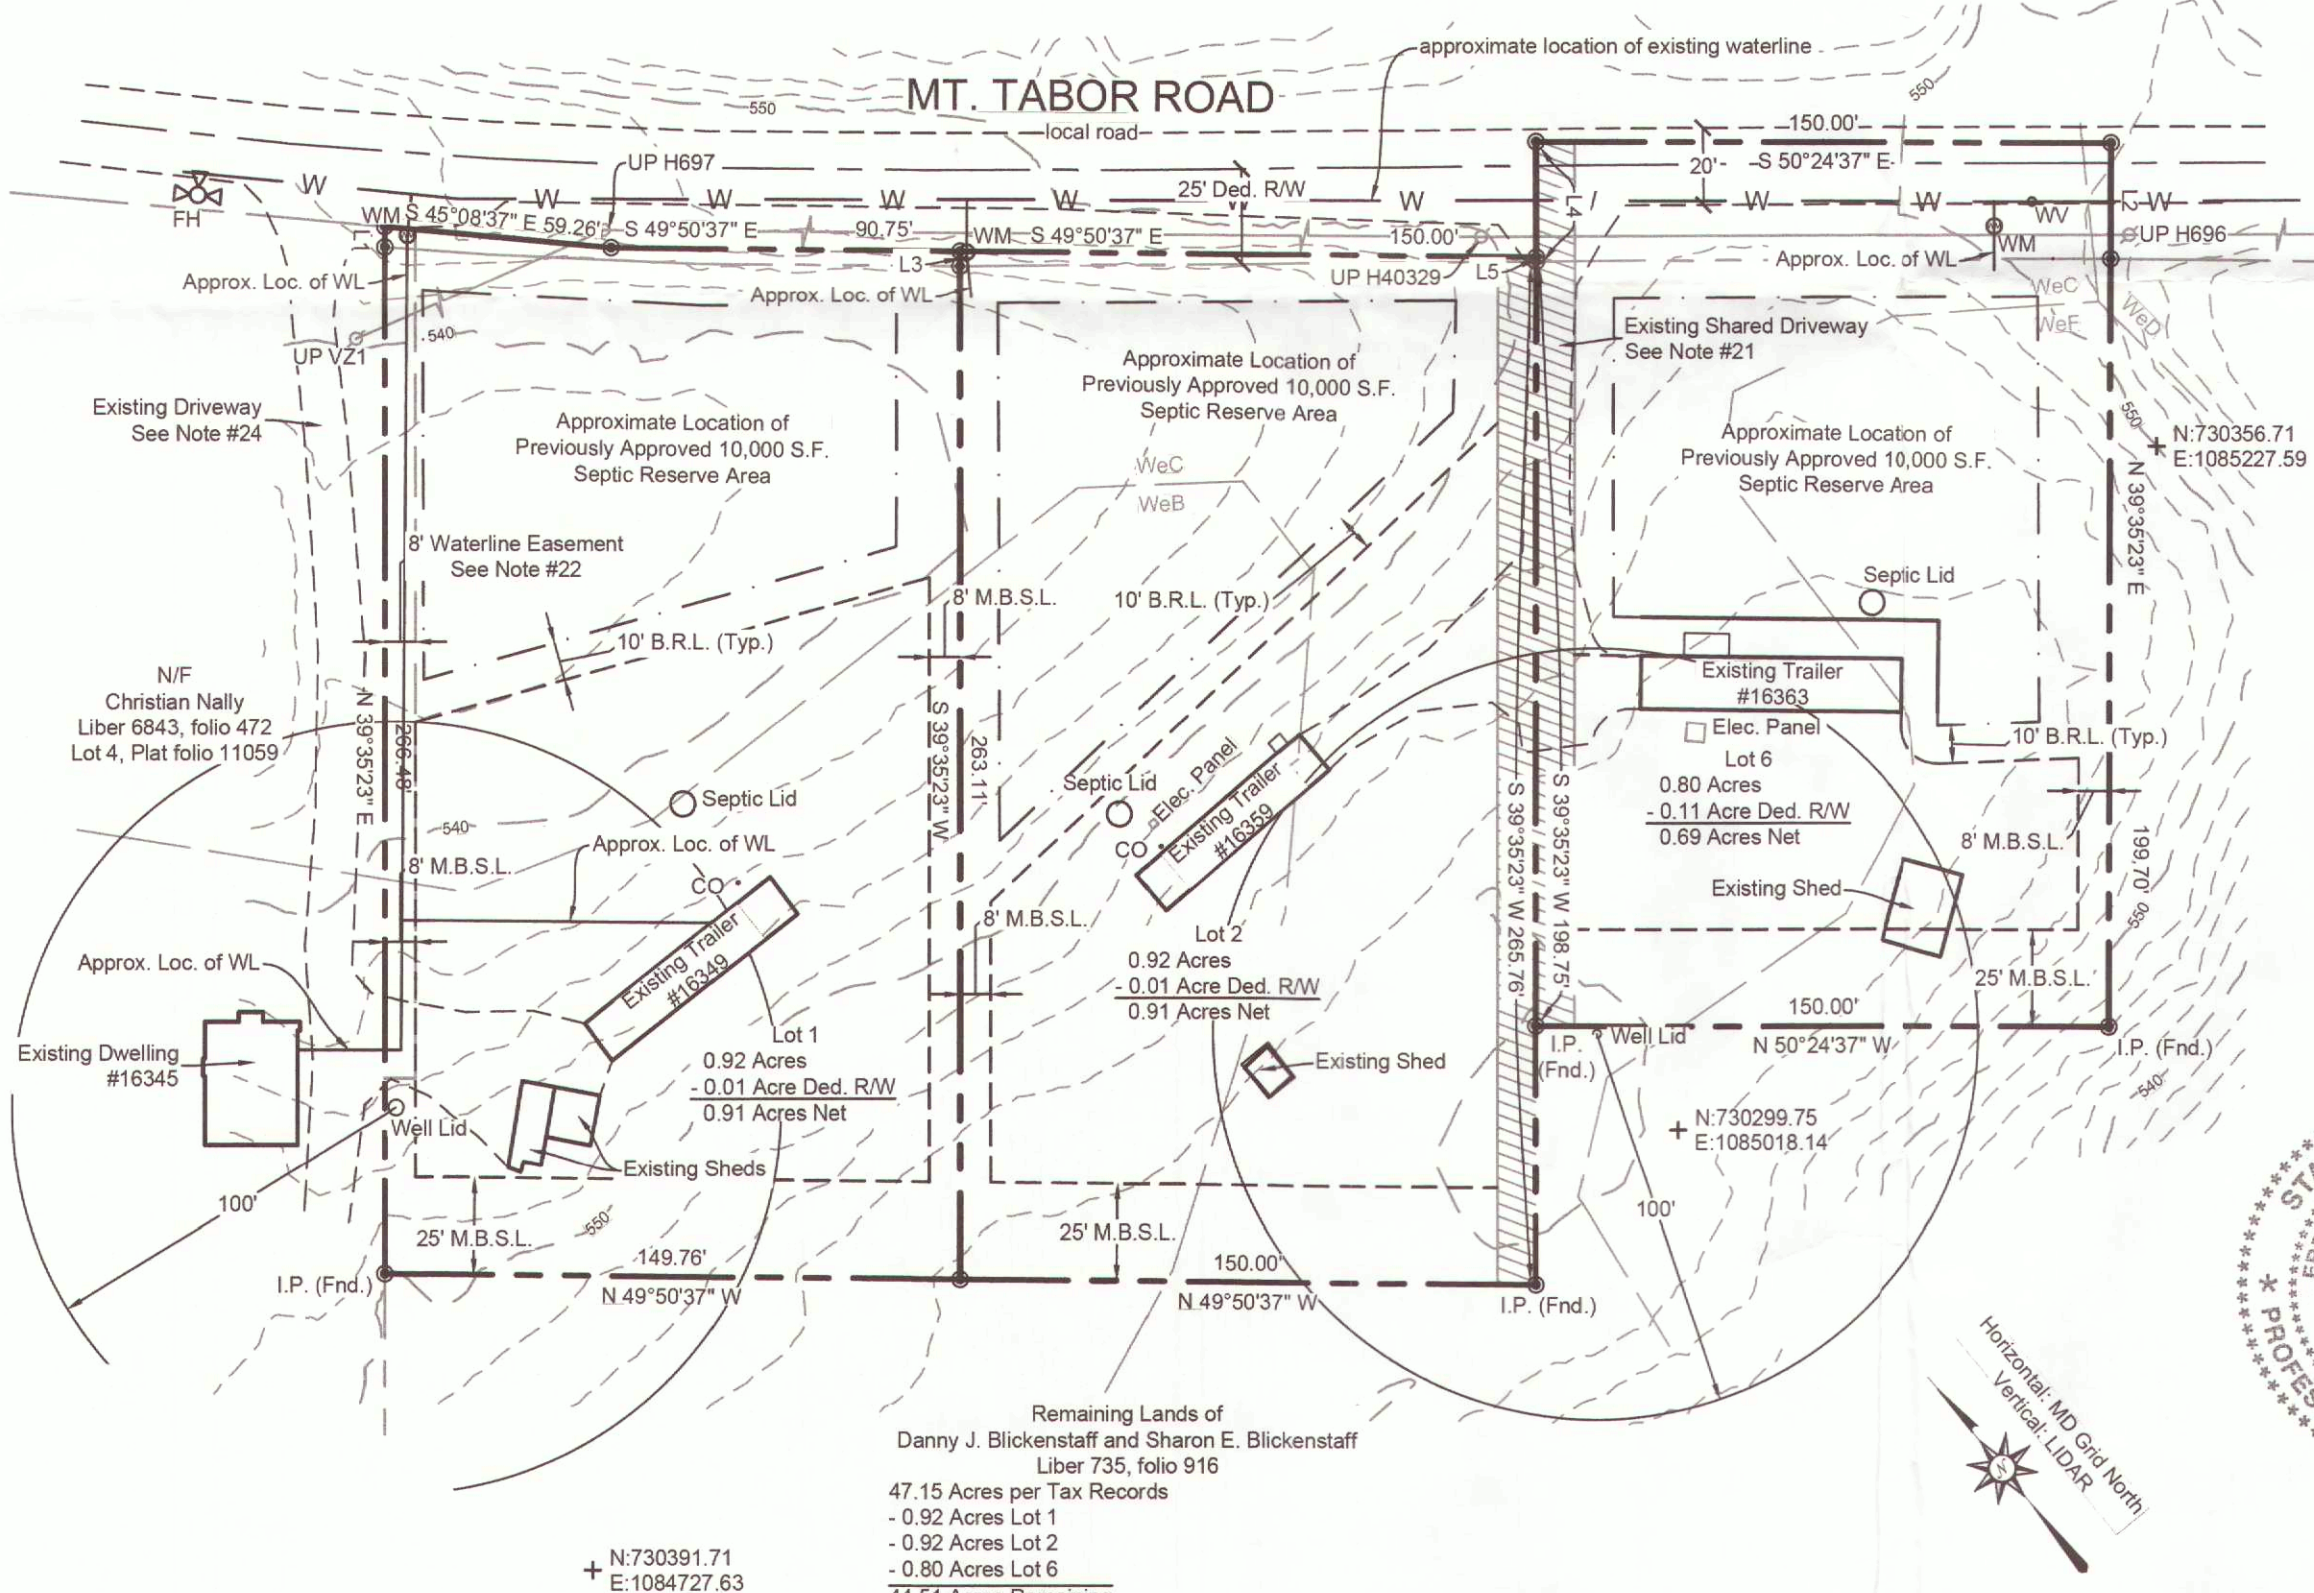 approximate location of existing waterline
MT. TABOR ROAD
local road
550
550
150.00'
20'
S 50°24'37" E
UP H697
25' Ded. R/W
W
W
W
W
W
W
W
W
W
FH
WM
S 45°08'37" E 59.26'
S 49°50'37" E
90.75'
WM
S 49°50'37" E
150.00'
L1
L3
L4
L5
L2
WV
WM
UP H696
UP H40329
Approx. Loc. of WL
Approx. Loc. of WL
Approx. Loc. of WL
WeC
WeF
WeD
540
UP VZ1
Existing Shared Driveway
See Note #21
Existing Driveway
See Note #24
Approximate Location of
Previously Approved 10,000 S.F.
Septic Reserve Area
Approximate Location of
Previously Approved 10,000 S.F.
Septic Reserve Area
Approximate Location of
Previously Approved 10,000 S.F.
Septic Reserve Area
550
N:730356.71
E:1085227.59
N 39°35'23" E
WeC
WeB
8' Waterline Easement
See Note #22
8' M.B.S.L.
10' B.R.L. (Typ.)
10' B.R.L. (Typ.)
Septic Lid
N/F
Christian Nally
Liber 6843, folio 472
Lot 4, Plat folio 11059
N 39°35'23" E
266.48'
S 39°35'23" W
263.11'
Existing Trailer
#16363
Elec. Panel
10' B.R.L. (Typ.)
Lot 6
0.80 Acres
- 0.11 Acre Ded. R/W
0.69 Acres Net
8' M.B.S.L.
199.70'
550
Septic Lid
Septic Lid
Elec. Panel
CO
Existing Trailer
#16359
S 39°35'23" W 265.76'
S 39°35'23" W 198.75'
540
Approx. Loc. of WL
8' M.B.S.L.
CO
Existing Trailer
#16349
8' M.B.S.L.
Lot 2
0.92 Acres
- 0.01 Acre Ded. R/W
0.91 Acres Net
Existing Shed
25' M.B.S.L.
150.00'
N 50°24'37" W
I.P. (Fnd.)
Well Lid
I.P.
(Fnd.)
540
Approx. Loc. of WL
Existing Dwelling
#16345
Lot 1
0.92 Acres
- 0.01 Acre Ded. R/W
0.91 Acres Net
Existing Shed
Well Lid
Existing Sheds
N:730299.75
E:1085018.14
100'
100'
25' M.B.S.L.
550
149.76'
N 49°50'37" W
I.P. (Fnd.)
25' M.B.S.L.
150.00'
N 49°50'37" W
I.P. (Fnd.)
Remaining Lands of
Danny J. Blickenstaff and Sharon E. Blickenstaff
Liber 735, folio 916
47.15 Acres per Tax Records
- 0.92 Acres Lot 1
- 0.92 Acres Lot 2
- 0.80 Acres Lot 6
N:730391.71
E:1084727.63
Horizontal: MD Grid North
Vertical: LIDAR
N